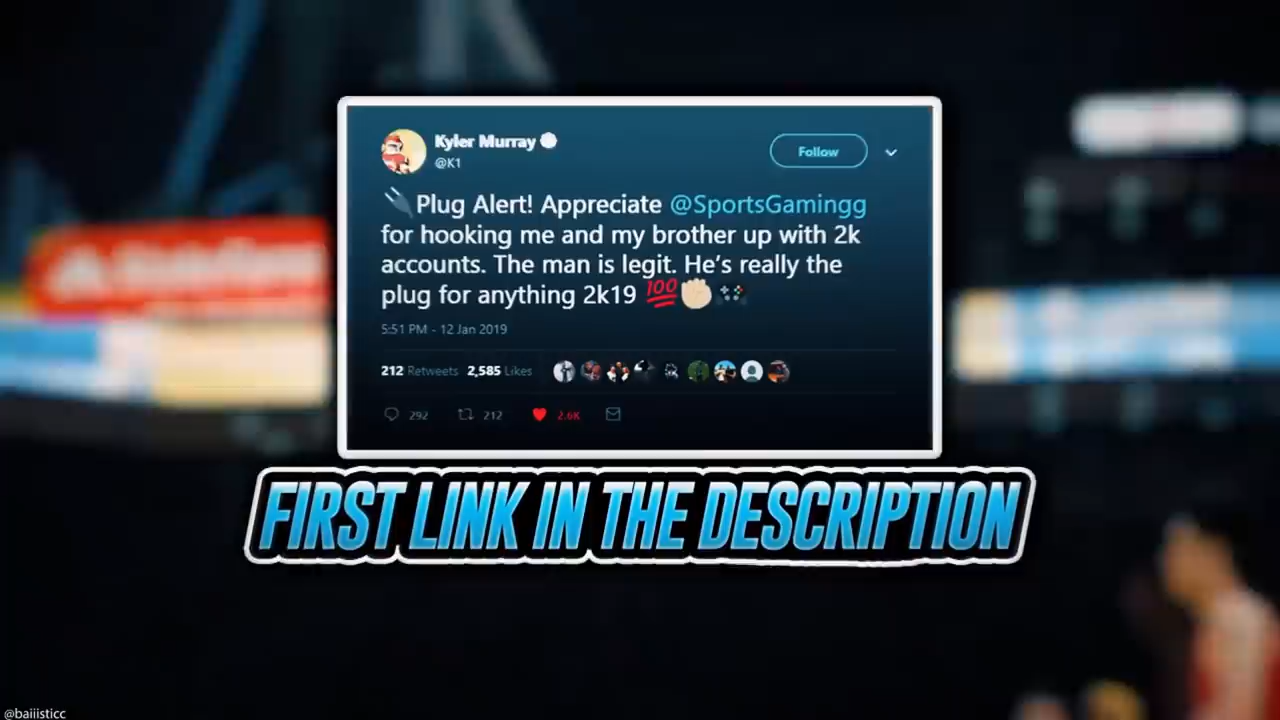 Kyler Murray
@K1
Follow
🔌Plug Alert! Appreciate @SportsGamingg
for hooking me and my brother up with 2k
accounts. The man is legit. He's really the
plug for anything 2k19 💯✊🏼🎮
5:51 PM - 12 Jan 2019
212 Retweets 2,585 Likes
292 212 2.6K
FIRST LINK IN THE DESCRIPTION
@baiiisticc